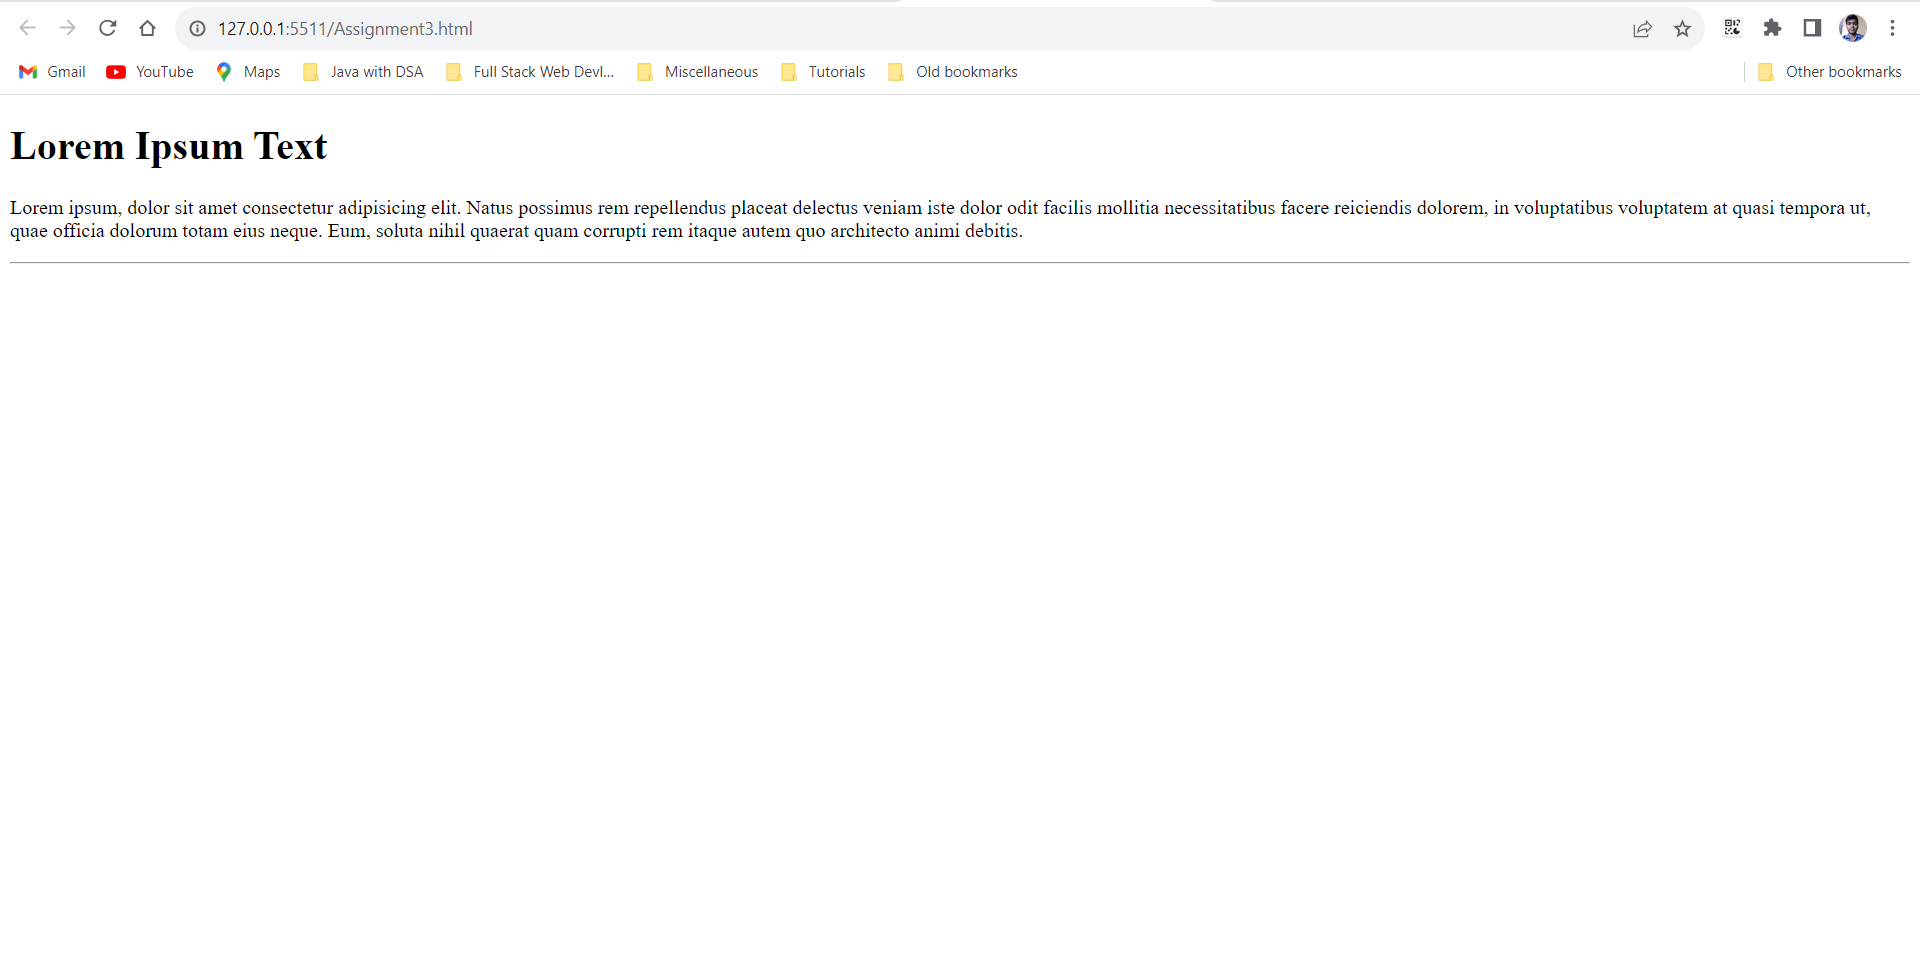 127.0.0.1:5511/Assignment3.html
Gmail YouTube Maps Java with DSA Full Stack Web Devl... Miscellaneous Tutorials Old bookmarks Other bookmarks
Lorem Ipsum Text
Lorem ipsum, dolor sit amet consectetur adipisicing elit. Natus possimus rem repellendus placeat delectus veniam iste dolor odit facilis mollitia necessitatibus facere reiciendis dolorem, in voluptatibus voluptatem at quasi tempora ut,
quae officia dolorum totam eius neque. Eum, soluta nihil quaerat quam corrupti rem itaque autem quo architecto animi debitis.